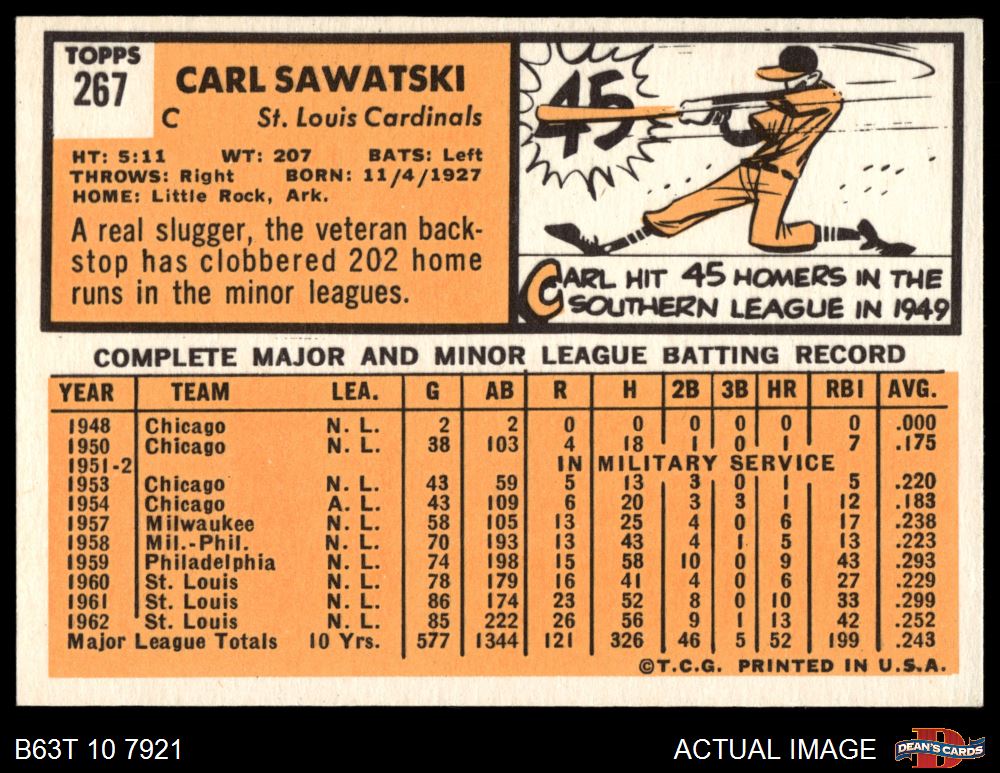 TOPPS
267
CARL SAWATSKI
C St. Louis Cardinals
HT: 5:11 WT: 207 BATS: Left
THROWS: Right BORN: 11/4/1927
HOME: Little Rock, Ark.
A real slugger, the veteran back-
stop has clobbered 202 home
runs in the minor leagues.
45
CARL HIT 45 HOMERS IN THE
SOUTHERN LEAGUE IN 1949
COMPLETE MAJOR AND MINOR LEAGUE BATTING RECORD
YEAR TEAM LEA. G AB R H 2B 3B HR RBI AVG.
1948 Chicago N. L. 2 2 0 0 0 0 0 0 .000
1950 Chicago N. L. 38 103 4 18 1 0 1 7 .175
1951-2 IN MILITARY SERVICE
1953 Chicago N. L. 43 59 5 13 3 0 1 5 .220
1954 Chicago A. L. 43 109 6 20 3 3 1 12 .183
1957 Milwaukee N. L. 58 105 13 25 4 0 6 17 .238
1958 Mil.-Phil. N. L. 70 193 13 43 4 1 5 13 .223
1959 Philadelphia N. L. 74 198 15 58 10 0 9 43 .293
1960 St. Louis N. L. 78 179 16 41 4 0 6 27 .229
1961 St. Louis N. L. 86 174 23 52 8 0 10 33 .299
1962 St. Louis N. L. 85 222 26 56 9 1 13 42 .252
Major League Totals 10 Yrs. 577 1344 121 326 46 5 52 199 .243
©T.C.G. PRINTED IN U.S.A.
B63T 10 7921 ACTUAL IMAGE DEAN'S CARDS